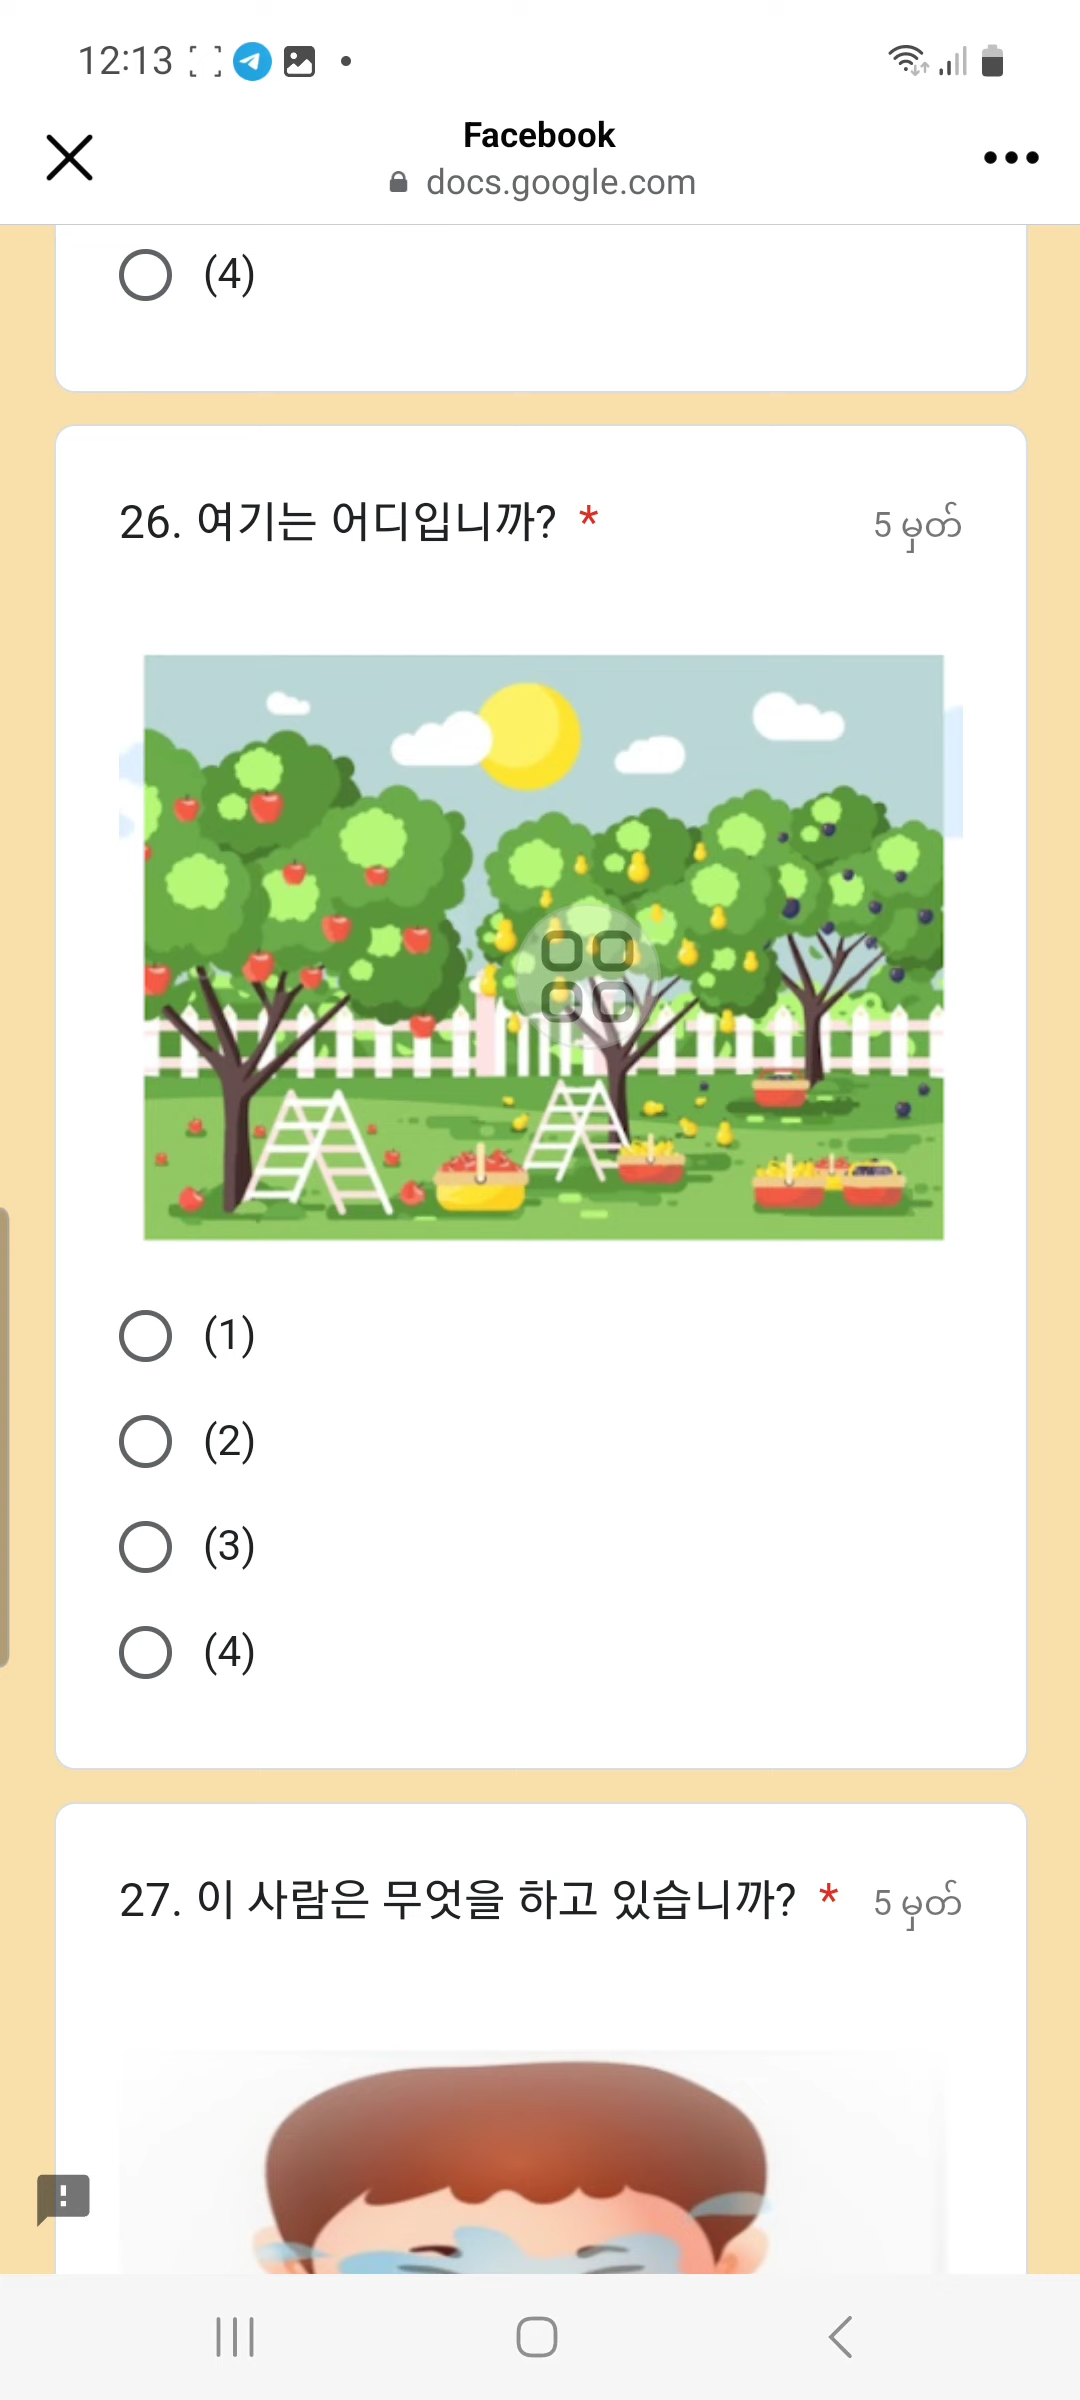 12:13
Facebook
docs.google.com
(4)
26. 여기는 어디입니까? *
5 မှတ်
(1)
(2)
(3)
(4)
27. 이 사람은 무엇을 하고 있습니까? *
5 မှတ်